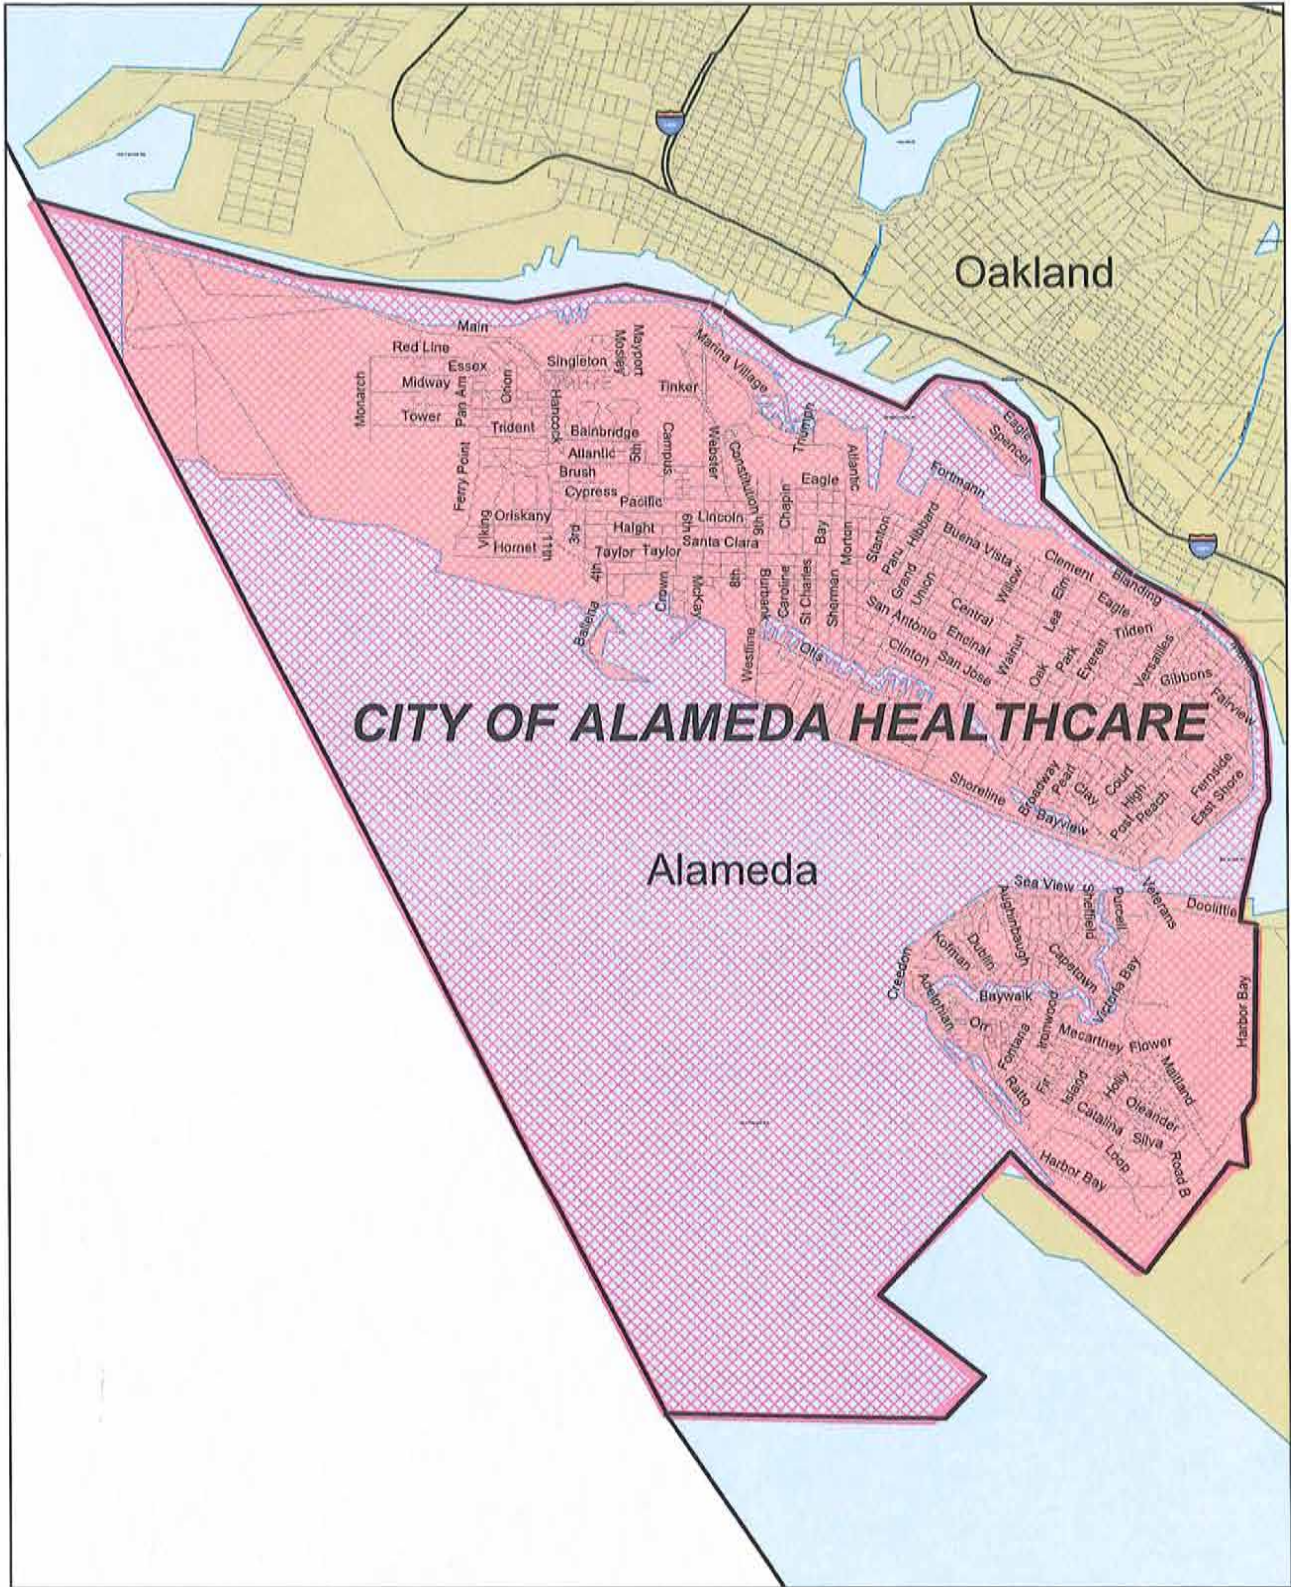 Oakland
Main
Red Line
Essex
Singleton
Mosley
Mayport
Marina Village
Monarch
Midway
Pan Am
Orion
Hancock
Tinker
Tower
Trident
Bainbridge
Campus
Webster
Constitution
Triumph
Atlantic
Eagle
Spencer
Atlantic
5th
Brush
Ferry Point
Cypress
Pacific
Eagle
Fortmann
Chapin
Viking
Oriskany
Haight
6th
Lincoln
9th
Bay
Morton
Stanton
Hibbard
Paru
Buena Vista
Hornet
11th
3rd
Taylor
Taylor
Santa Clara
Grand
Union
Willow
Clement
Blanding
4th
Crown
McKay
8th
Burbank
Caroline
St Charles
Sherman
San Antonio
Central
Lea
Elm
Eagle
Tilden
Ballena
Westline
Otis
Clinton
Encinal
San Jose
Walnut
Oak
Park
Everett
Versailles
Gibbons
Fairview
CITY OF ALAMEDA HEALTHCARE
Shoreline
Broadway
Pearl
Clay
Court
High
Peach
Post
Fernside
East Shore
Bayview
Alameda
Sea View
Aughinbaugh
Sheffield
Purcell
Veterans
Doolittle
Kofman
Dublin
Capetown
Creedon
Adelphian
Baywalk
Victoria Bay
Harbor Bay
Orr
Fontana
Ironwood
Mecartney
Flower
Ratto
Fir
Island
Holly
Maitland
Oleander
Catalina
Silva
Loop
Road B
Harbor Bay